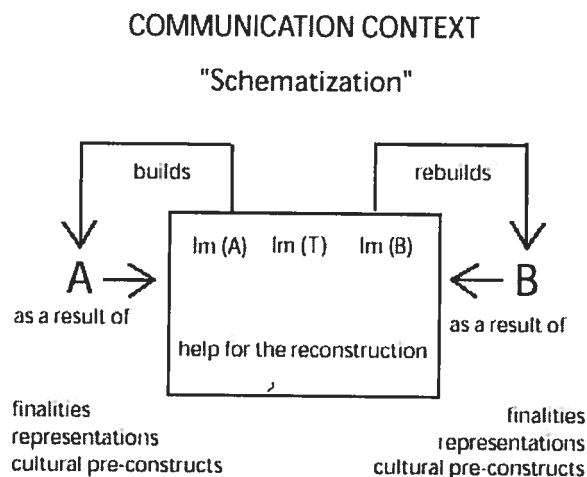 COMMUNICATION CONTEXT
"Schematization"
builds
rebuilds
Im (A) Im (T) Im (B)
A
B
as a result of
as a result of
help for the reconstruction
finalities
representations
cultural pre-constructs
finalities
representations
cultural pre-constructs